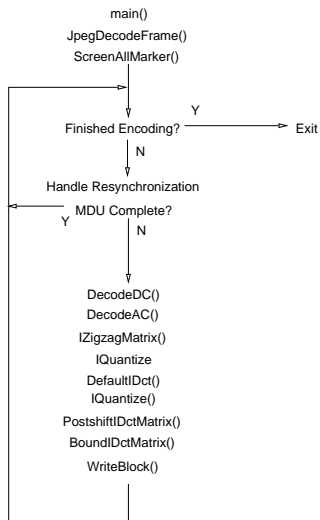 main()
JpegDecodeFrame()
ScreenAllMarker()
Y
Finished Encoding?
Exit
N
Handle Resynchronization
MDU Complete?
Y
N
DecodeDC()
DecodeAC()
IZigzagMatrix()
IQuantize
DefaultIDct()
IQuantize()
PostshiftIDctMatrix()
BoundIDctMatrix()
WriteBlock()